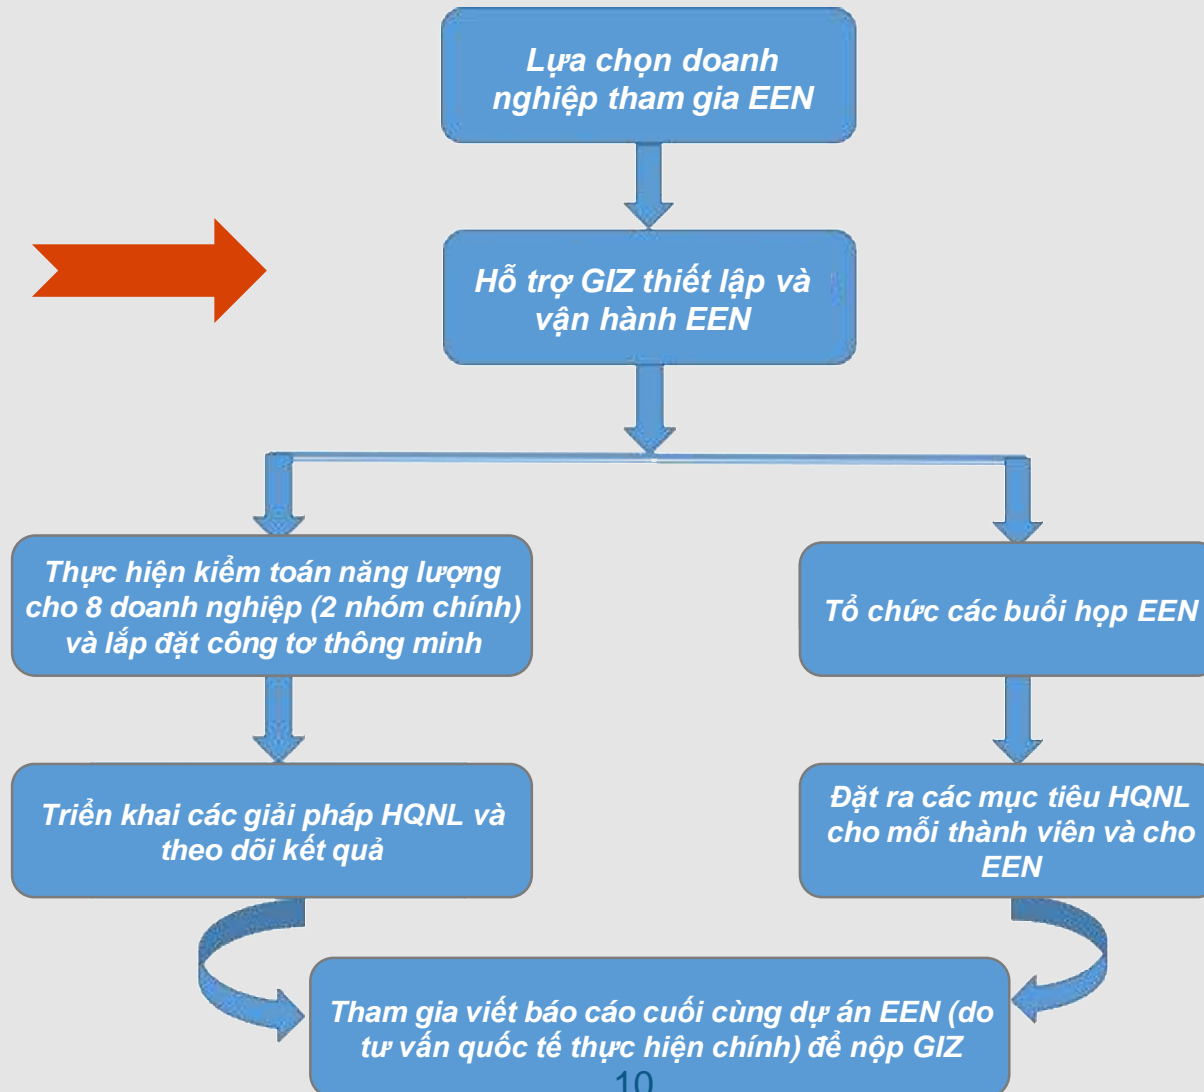 Lựa chọn doanh
nghiệp tham gia EEN
Hỗ trợ GIZ thiết lập và
vận hành EEN
Thực hiện kiểm toán năng lượng
cho 8 doanh nghiệp (2 nhóm chính)
và lắp đặt công tơ thông minh
Tổ chức các buổi họp EEN
Triển khai các giải pháp HQNL và
theo dõi kết quả
Đặt ra các mục tiêu HQNL
cho mỗi thành viên và cho
EEN
Tham gia viết báo cáo cuối cùng dự án EEN (do
tư vấn quốc tế thực hiện chính) để nộp GIZ
10